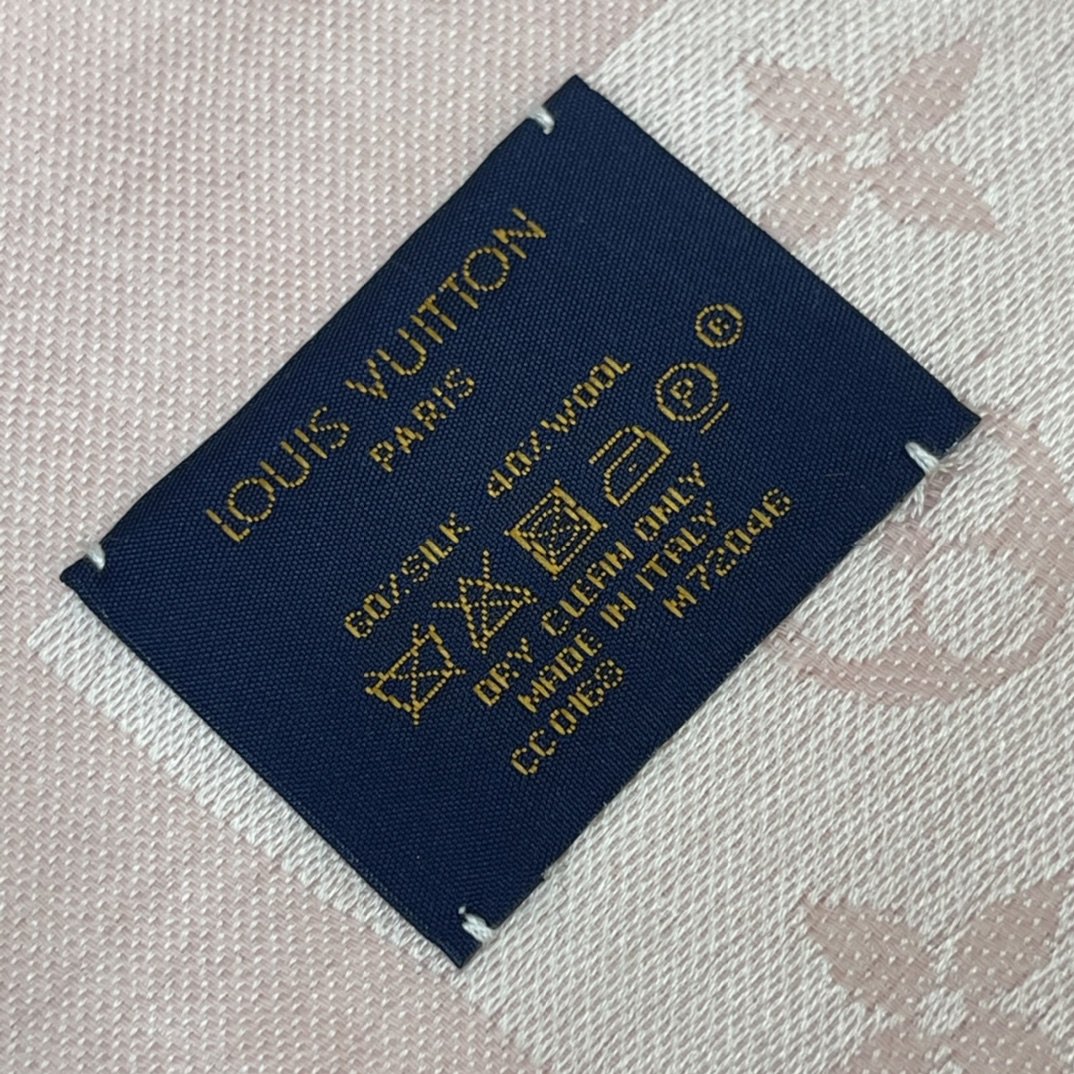 LOUIS VUITTON
PARIS
60%SILK 40%WOOL
P R
DRY CLEAN ONLY
MADE IN ITALY
CC0168 M72046